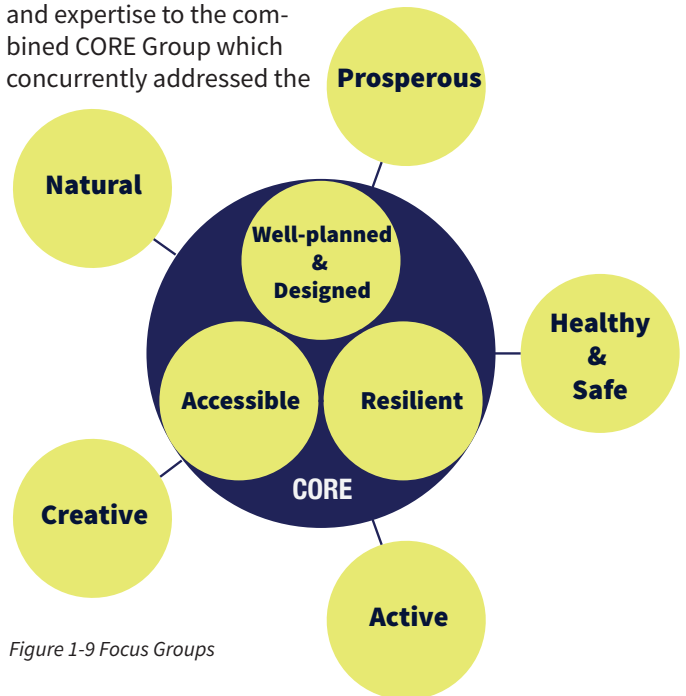 and expertise to the com-
bined CORE Group which
concurrently addressed the
Prosperous
Natural
Well-planned
&
Designed
Healthy
&
Safe
Accessible
Resilient
CORE
Creative
Active
Figure 1-9 Focus Groups